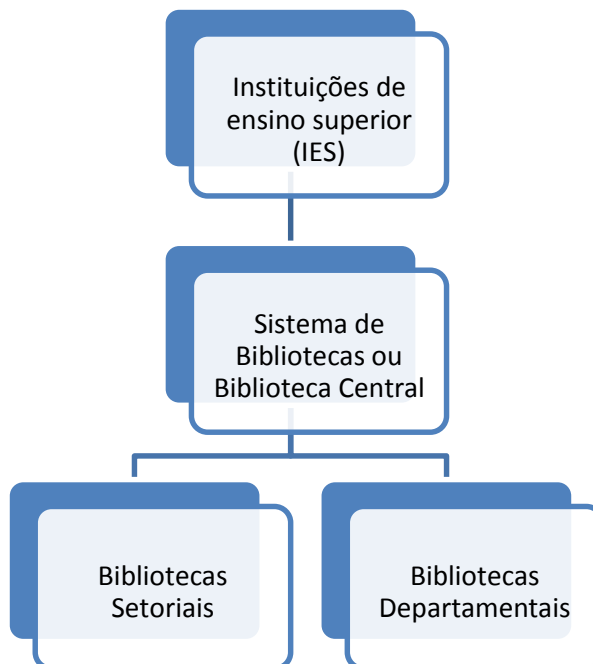 Instituições de
ensino superior
(IES)
Sistema de
Bibliotecas ou
Biblioteca Central
Bibliotecas
Setoriais
Bibliotecas
Departamentais